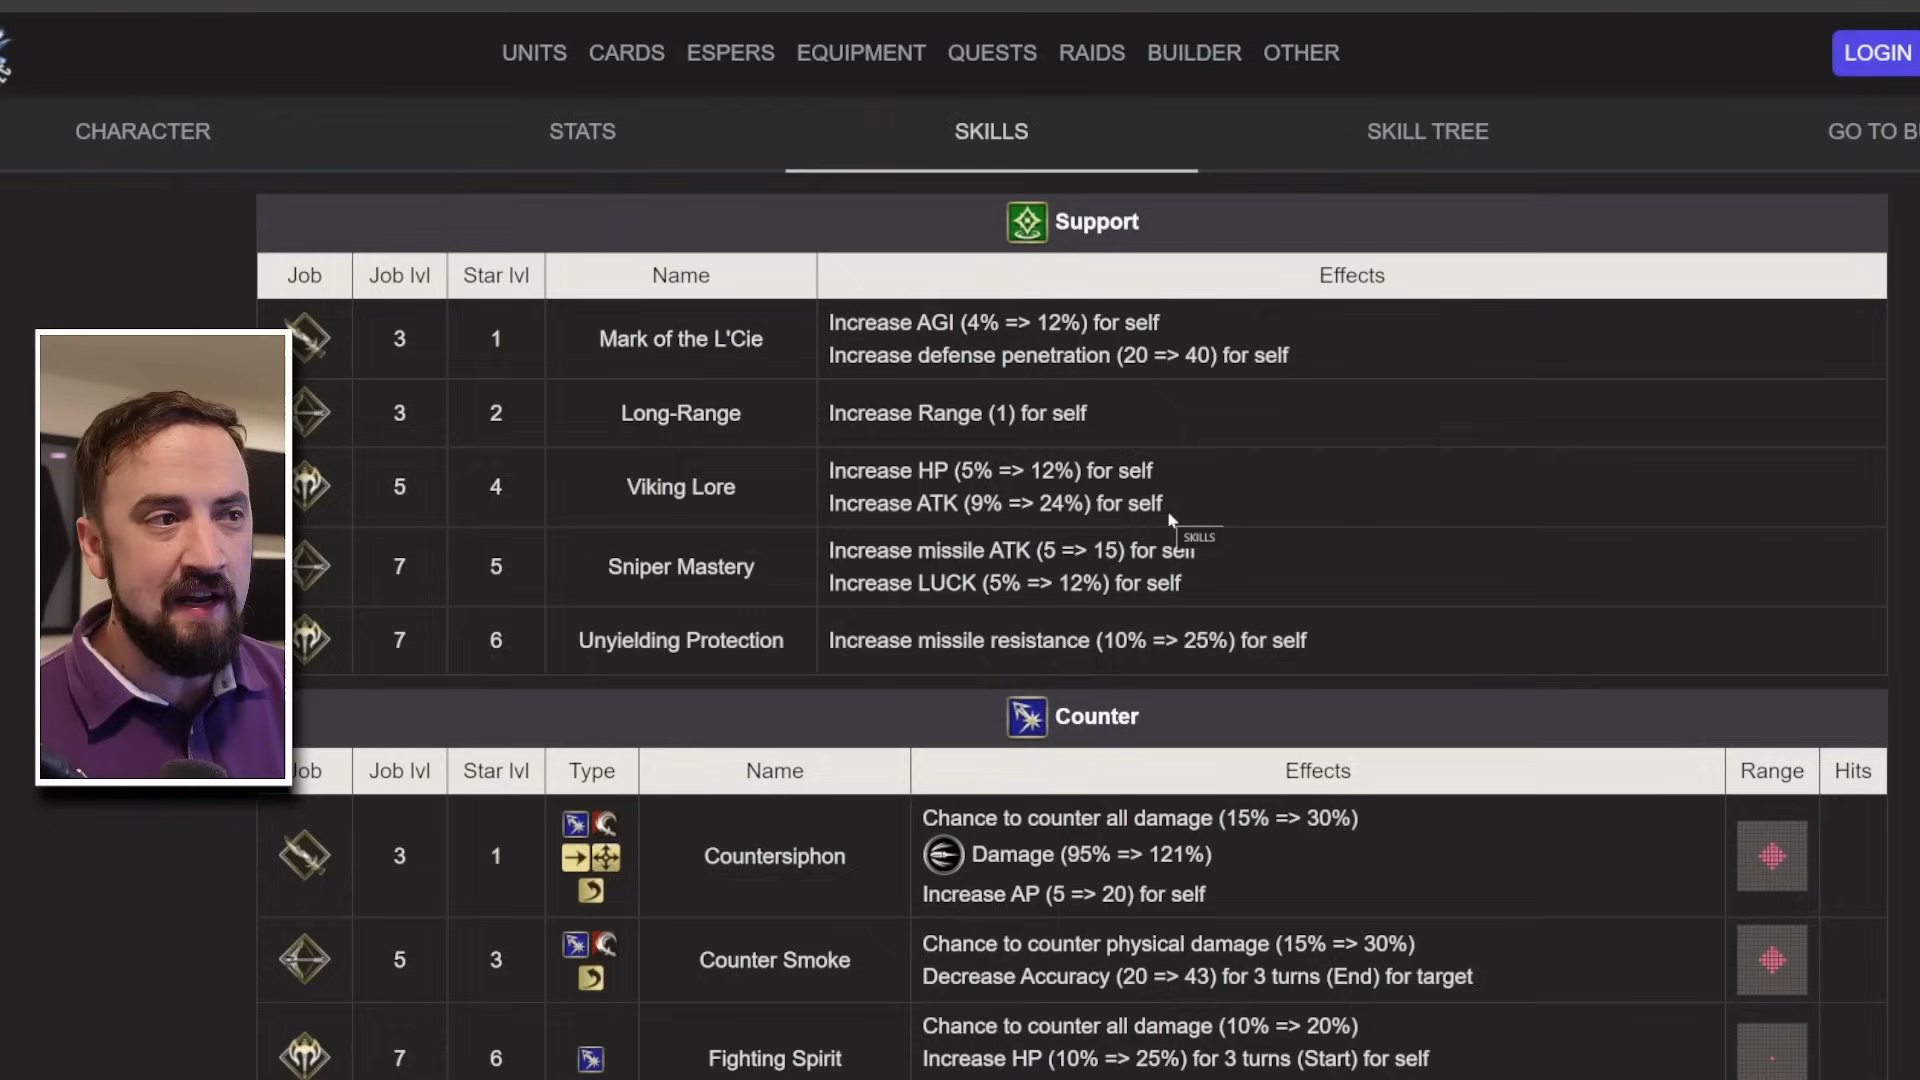 UNITS CARDS ESPERS EQUIPMENT QUESTS RAIDS BUILDER OTHER
LOGIN
CHARACTER STATS SKILLS SKILL TREE GO TO B
Support
Job Job lvl Star lvl Name Effects
3 1 Mark of the L'Cie Increase AGI (4% => 12%) for self
Increase defense penetration (20 => 40) for self
3 2 Long-Range Increase Range (1) for self
5 4 Viking Lore Increase HP (5% => 12%) for self
Increase ATK (9% => 24%) for self
SKILLS
7 5 Sniper Mastery Increase missile ATK (5 => 15) for self
Increase LUCK (5% => 12%) for self
7 6 Unyielding Protection Increase missile resistance (10% => 25%) for self
Counter
Job Job lvl Star lvl Type Name Effects Range Hits
3 1 Countersiphon Chance to counter all damage (15% => 30%)
Damage (95% => 121%)
Increase AP (5 => 20) for self
5 3 Counter Smoke Chance to counter physical damage (15% => 30%)
Decrease Accuracy (20 => 43) for 3 turns (End) for target
7 6 Fighting Spirit Chance to counter all damage (10% => 20%)
Increase HP (10% => 25%) for 3 turns (Start) for self